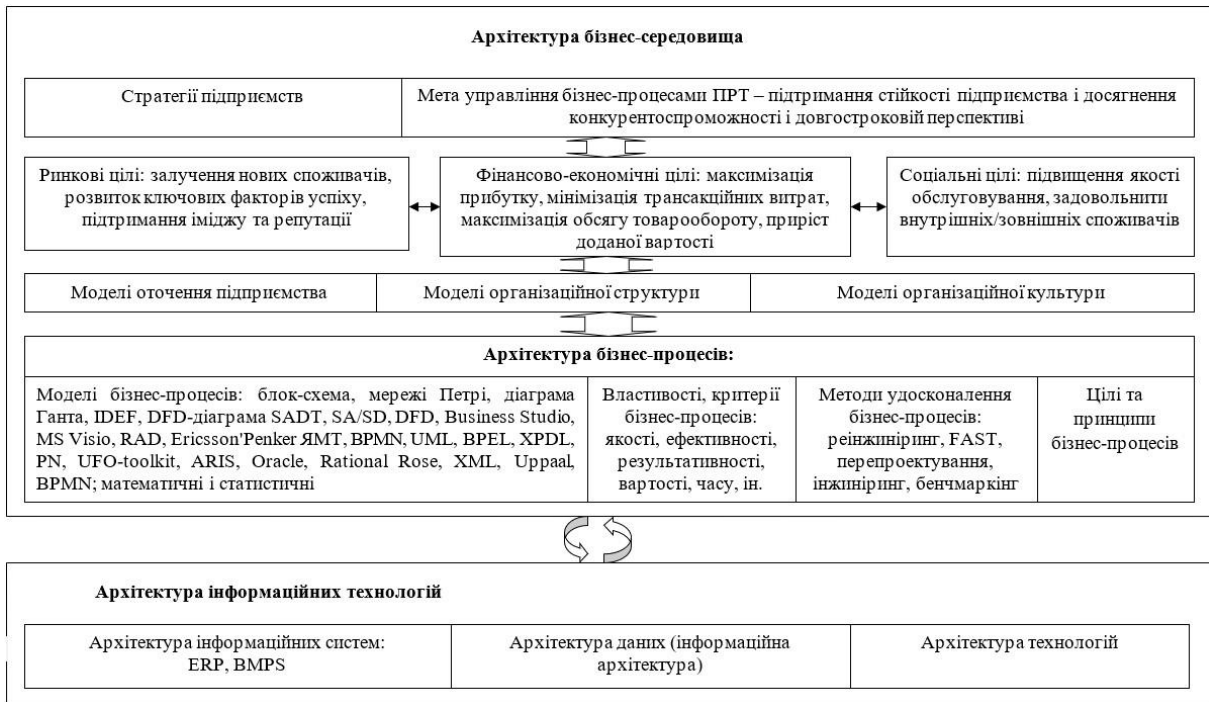 Архітектура бізнес-середовища
Стратегії підприємств
Мета управління бізнес-процесами ПРТ – підтримання стійкості підприємства і досягнення
конкурентоспроможності і довгостроковій перспективі
Ринкові цілі: залучення нових споживачів,
розвиток ключових факторів успіху,
підтримання іміджу та репутації
Фінансово-економічні цілі: максимізація
прибутку, мінімізація трансакційних витрат,
максимізація обсягу товарообороту, приріст
доданої вартості
Соціальні цілі: підвищення якості
обслуговування, задовольнити
внутрішніх/зовнішніх споживачів
Моделі оточення підприємства
Моделі організаційної структури
Моделі організаційної культури
Архітектура бізнес-процесів:
Моделі бізнес-процесів: блок-схема, мережі Петрі, діаграма
Ганта, IDEF, DFD-діаграма SADT, SA/SD, DFD, Business Studio,
MS Visio, RAD, Ericsson'Penker ЯМТ, BPMN, UML, BPEL, XPDL,
PN, UFO-toolkit, ARIS, Oracle, Rational Rose, XML, Uppaal,
BPMN; математичні і статистичні
Властивості, критерії
бізнес-процесів:
якості, ефективності,
результативності,
вартості, часу, ін.
Методи удосконалення
бізнес-процесів:
реінжиніринг, FAST,
перепроектування,
інжиніринг, бенчмаркінг
Цілі та
принципи
бізнес-процесів
Архітектура інформаційних технологій
Архітектура інформаційних систем:
ERP, BMPS
Архітектура даних (інформаційна
архітектура)
Архітектура технологій